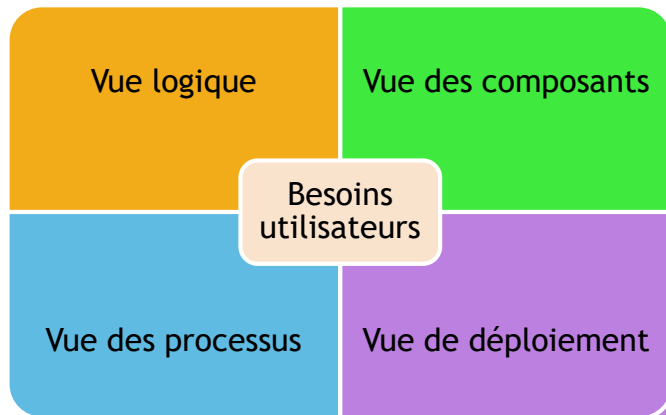 Vue logique
Vue des composants
Besoins
utilisateurs
Vue des processus
Vue de déploiement